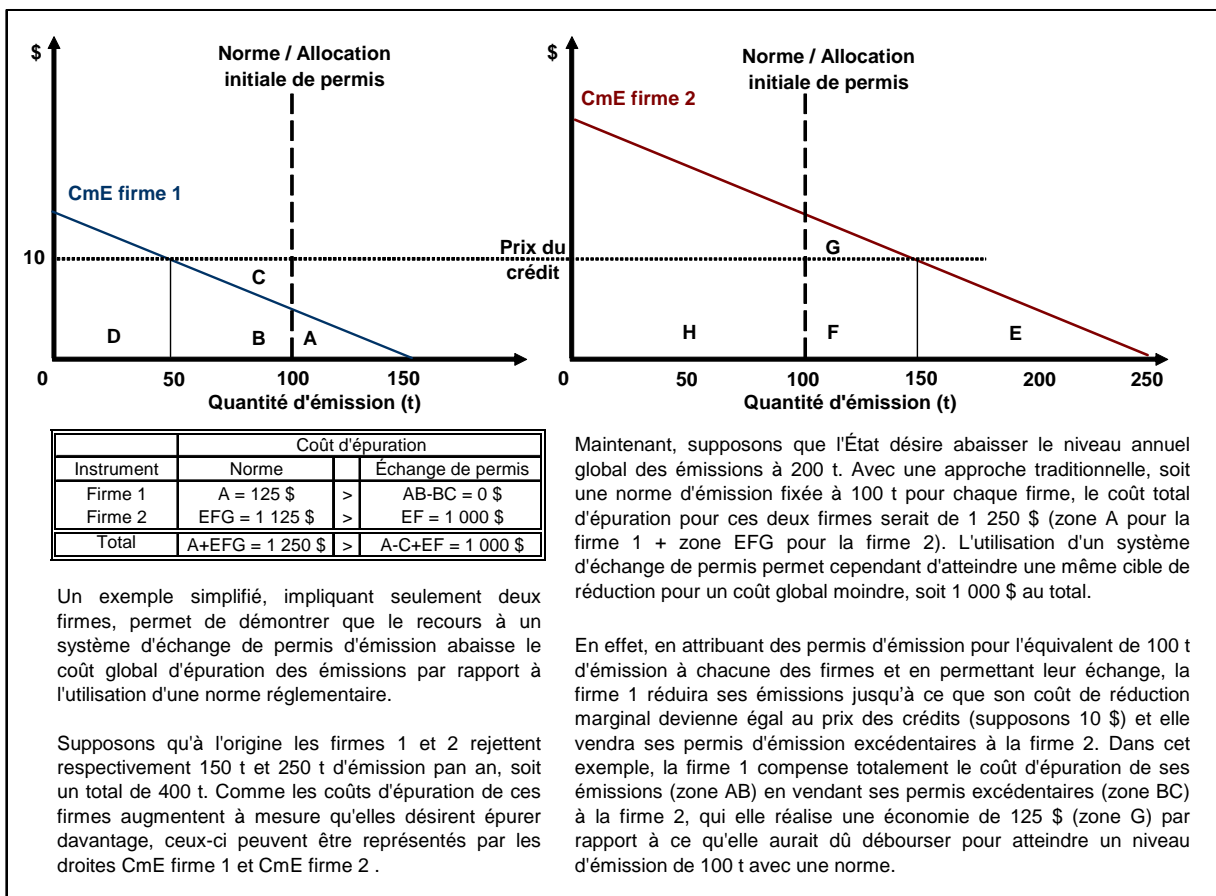 $
Norme / Allocation
initiale de permis
CmE firme 1
10
C
D
B
A
0
50
100
150
Quantité d'émission (t)
$
Norme / Allocation
initiale de permis
CmE firme 2
Prix du
crédit
G
H
F
E
0
50
100
150
200
250
Quantité d'émission (t)
Coût d'épuration
Instrument Norme Échange de permis
Firme 1 A = 125 $ > AB-BC = 0 $
Firme 2 EFG = 1 125 $ > EF = 1 000 $
Total A+EFG = 1 250 $ > A-C+EF = 1 000 $
Un exemple simplifié, impliquant seulement deux
firmes, permet de démontrer que le recours à un
système d'échange de permis d'émission abaisse le
coût global d'épuration des émissions par rapport à
l'utilisation d'une norme réglementaire.
Supposons qu'à l'origine les firmes 1 et 2 rejettent
respectivement 150 t et 250 t d'émission pan an, soit
un total de 400 t. Comme les coûts d'épuration de ces
firmes augmentent à mesure qu'elles désirent épurer
davantage, ceux-ci peuvent être représentés par les
droites CmE firme 1 et CmE firme 2 .
Maintenant, supposons que l'État désire abaisser le niveau annuel
global des émissions à 200 t. Avec une approche traditionnelle, soit
une norme d'émission fixée à 100 t pour chaque firme, le coût total
d'épuration pour ces deux firmes serait de 1 250 $ (zone A pour la
firme 1 + zone EFG pour la firme 2). L'utilisation d'un système
d'échange de permis permet cependant d'atteindre une même cible de
réduction pour un coût global moindre, soit 1 000 $ au total.
En effet, en attribuant des permis d'émission pour l'équivalent de 100 t
d'émission à chacune des firmes et en permettant leur échange, la
firme 1 réduira ses émissions jusqu'à ce que son coût de réduction
marginal devienne égal au prix des crédits (supposons 10 $) et elle
vendra ses permis d'émission excédentaires à la firme 2. Dans cet
exemple, la firme 1 compense totalement le coût d'épuration de ses
émissions (zone AB) en vendant ses permis excédentaires (zone BC)
à la firme 2, qui elle réalise une économie de 125 $ (zone G) par
rapport à ce qu'elle aurait dû débourser pour atteindre un niveau
d'émission de 100 t avec une norme.